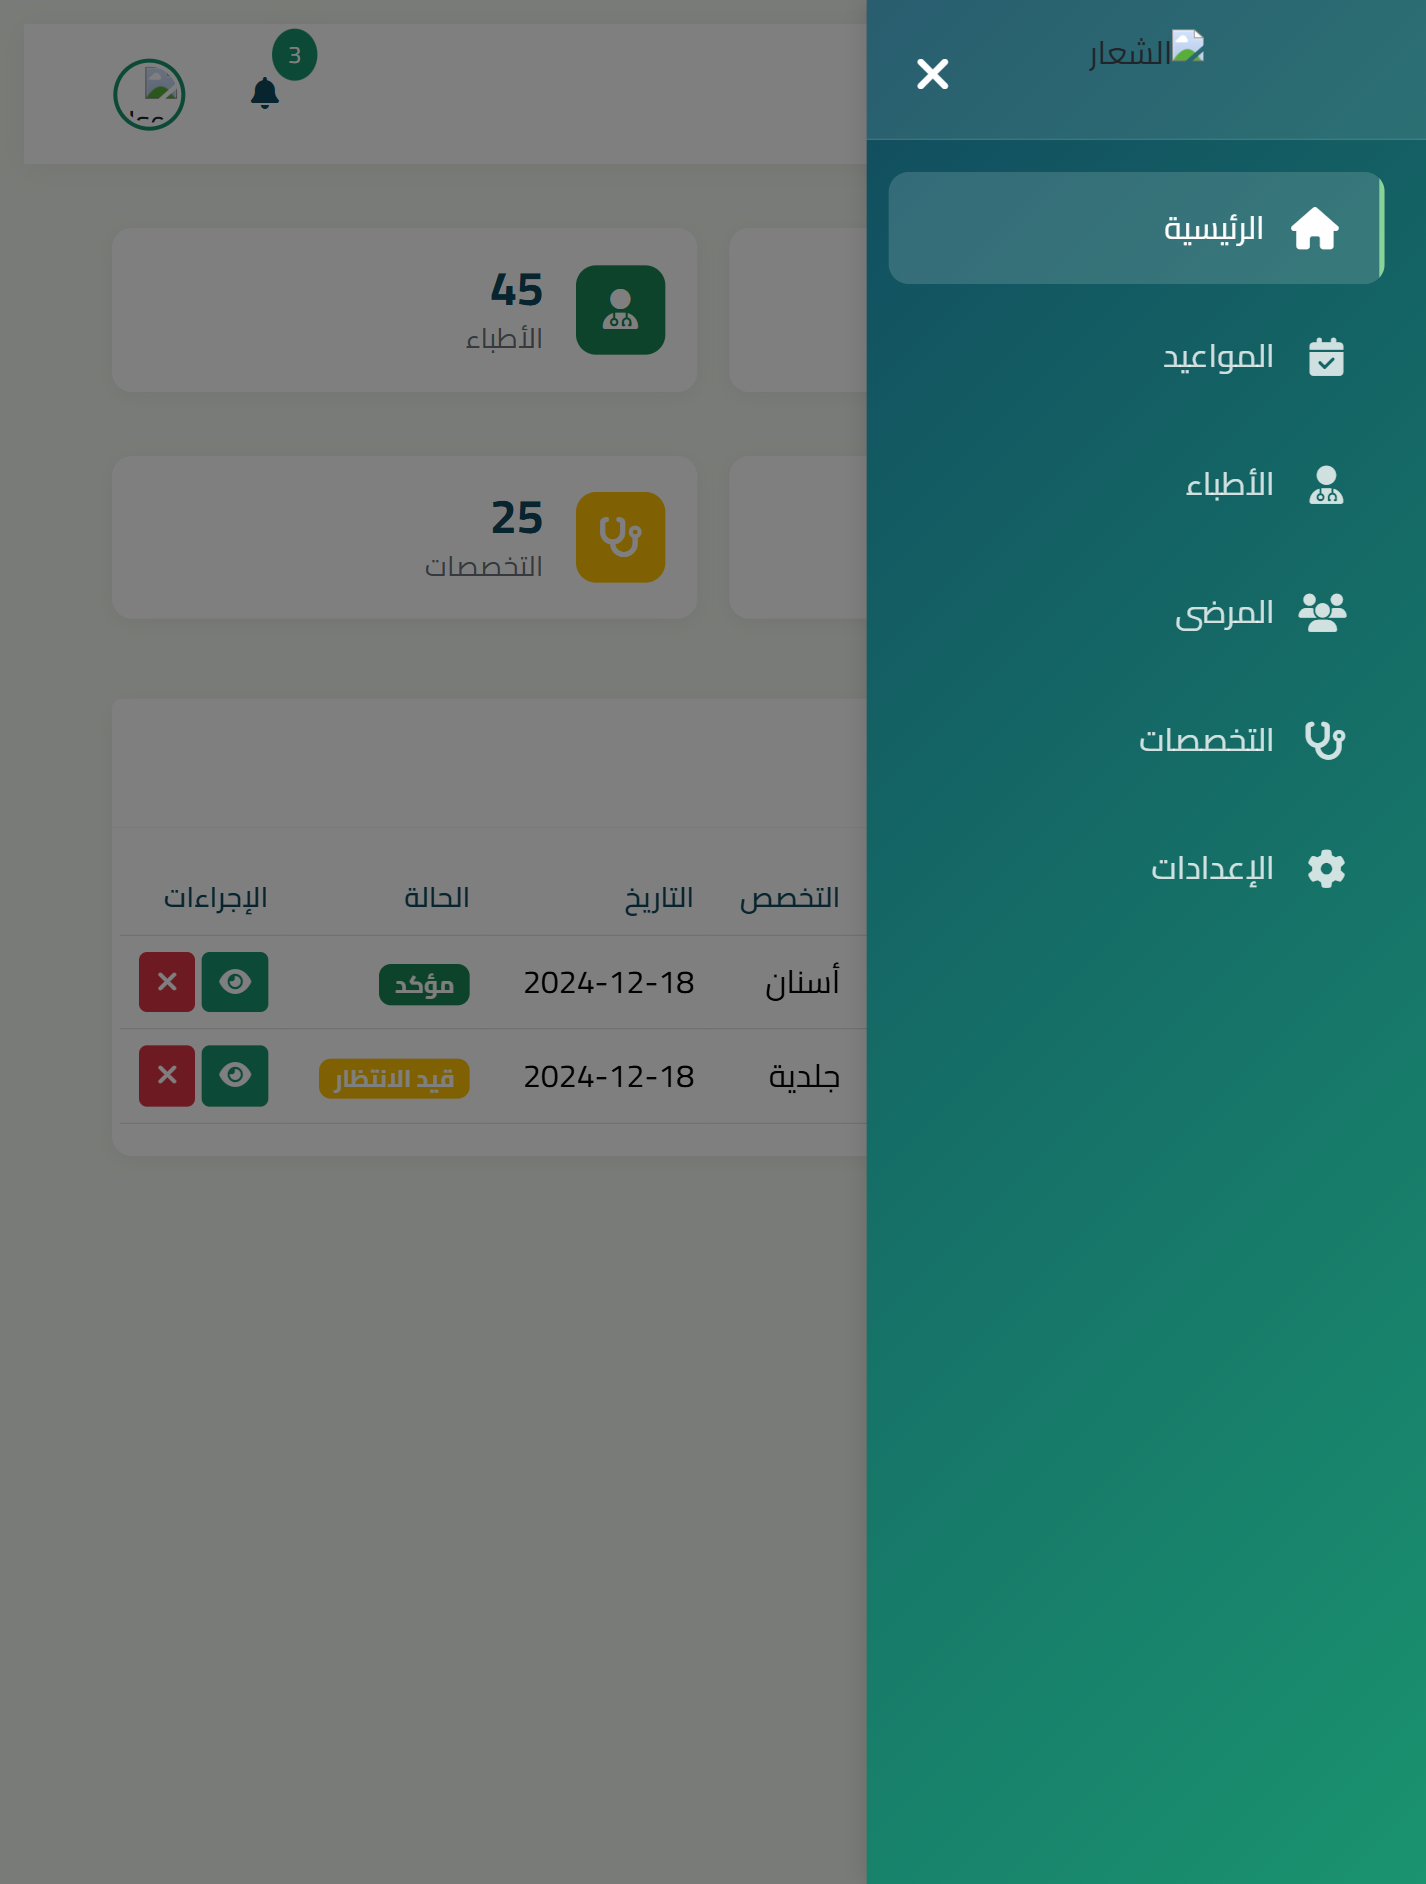 الشعار
3
الرئيسية
المواعيد
الأطباء
المرضى
التخصصات
الإعدادات
45
الأطباء
25
التخصصات
التخصص التاريخ الحالة الإجراءات
أسنان 2024-12-18 مؤكد
جلدية 2024-12-18 قيد الانتظار